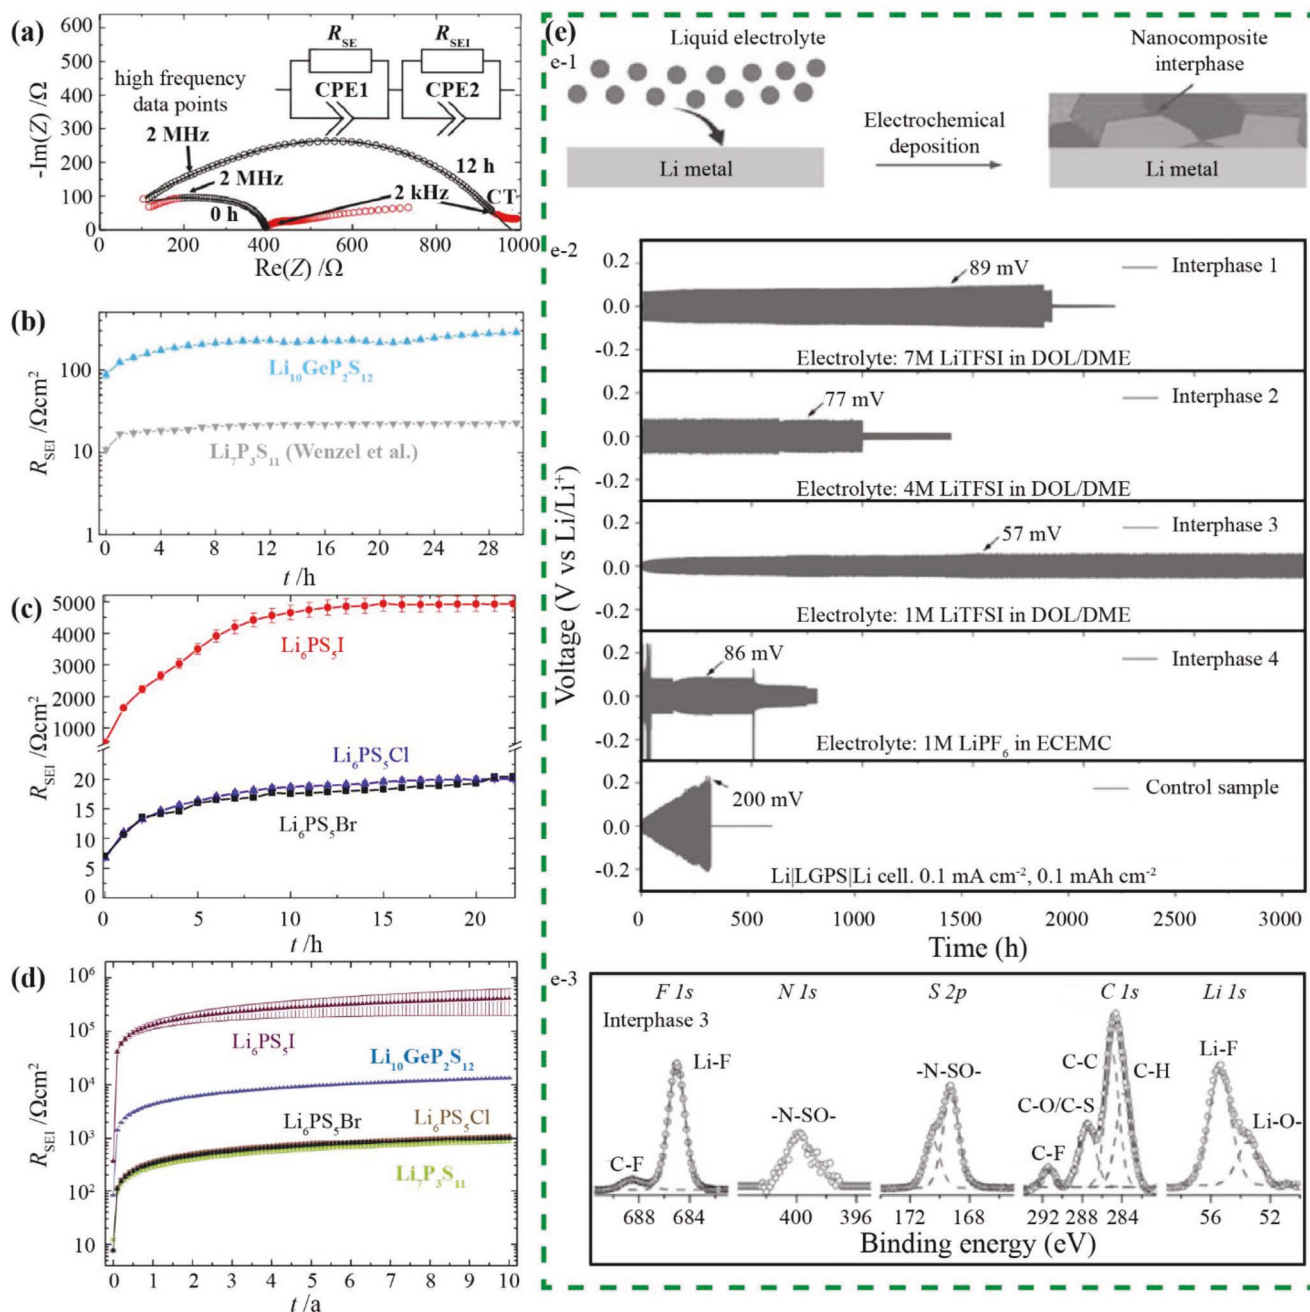 (a)
-Im(Z) /Ω
600
500
400
300
200
100
0
R_SE
R_SEI
CPE1
CPE2
high frequency
data points
2 MHz
2 MHz
12 h
0 h
2 kHz
CT
0 200 400 600 800 1000
Re(Z) /Ω
(b)
R_SEI /Ωcm²
100
10
1
Li₁₀GeP₂S₁₂
Li₇P₃S₁₁ (Wenzel et al.)
0 4 8 12 16 20 24 28
t /h
(c)
R_SEI /Ωcm²
5000
4000
3000
2000
1000
20
15
10
5
0
Li₆PS₅I
Li₆PS₅Cl
Li₆PS₅Br
0 5 10 15 20
t /h
(d)
R_SEI /Ωcm²
10⁶
10⁵
10⁴
10³
10²
10¹
10⁰
Li₆PS₅I
Li₁₀GeP₂S₁₂
Li₆PS₅Br
Li₆PS₅Cl
Li₇P₃S₁₁
0 1 2 3 4 5 6 7 8 9 10
t /a
(e)
e-1
Liquid electrolyte
Li metal
Electrochemical
deposition
Nanocomposite
interphase
Li metal
e-2
Voltage (V vs Li/Li⁺)
0.2
0.0
-0.2
89 mV
Interphase 1
Electrolyte: 7M LiTFSI in DOL/DME
0.2
0.0
-0.2
77 mV
Interphase 2
Electrolyte: 4M LiTFSI in DOL/DME
0.2
0.0
-0.2
57 mV
Interphase 3
Electrolyte: 1M LiTFSI in DOL/DME
0.2
0.0
-0.2
86 mV
Interphase 4
Electrolyte: 1M LiPF₆ in ECEMC
0.2
0.0
-0.2
200 mV
Control sample
Li|LGPS|Li cell. 0.1 mA cm⁻², 0.1 mAh cm⁻²
0 500 1000 1500 2000 2500 3000
Time (h)
e-3
F 1s N 1s S 2p C 1s Li 1s
Interphase 3
Li-F
C-F
-N-SO-
-N-SO-
C-C
C-H
C-O/C-S
C-F
Li-F
Li-O-
688 684 400 396 172 168 292 288 284 56 52
Binding energy (eV)